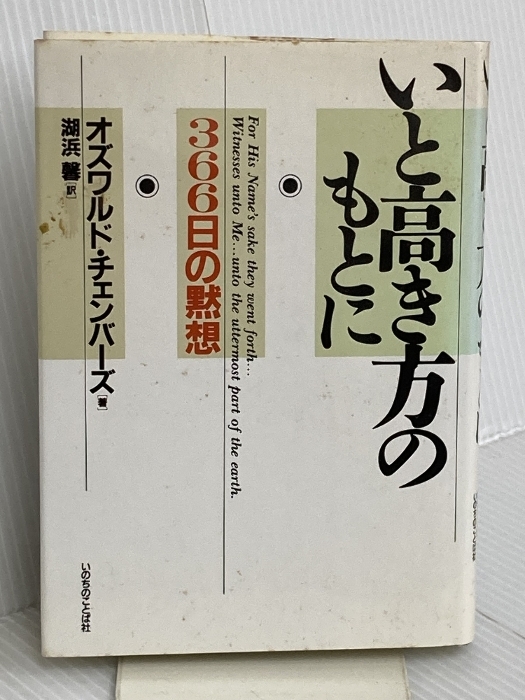 いと高き方の
もとに
For His Name's sake they went forth...
Witnesses unto Me...unto the uttermost part of the earth.
366日の黙想
オズワルド・チェンバーズ[著]
湖浜 馨[訳]
いのちのことば社